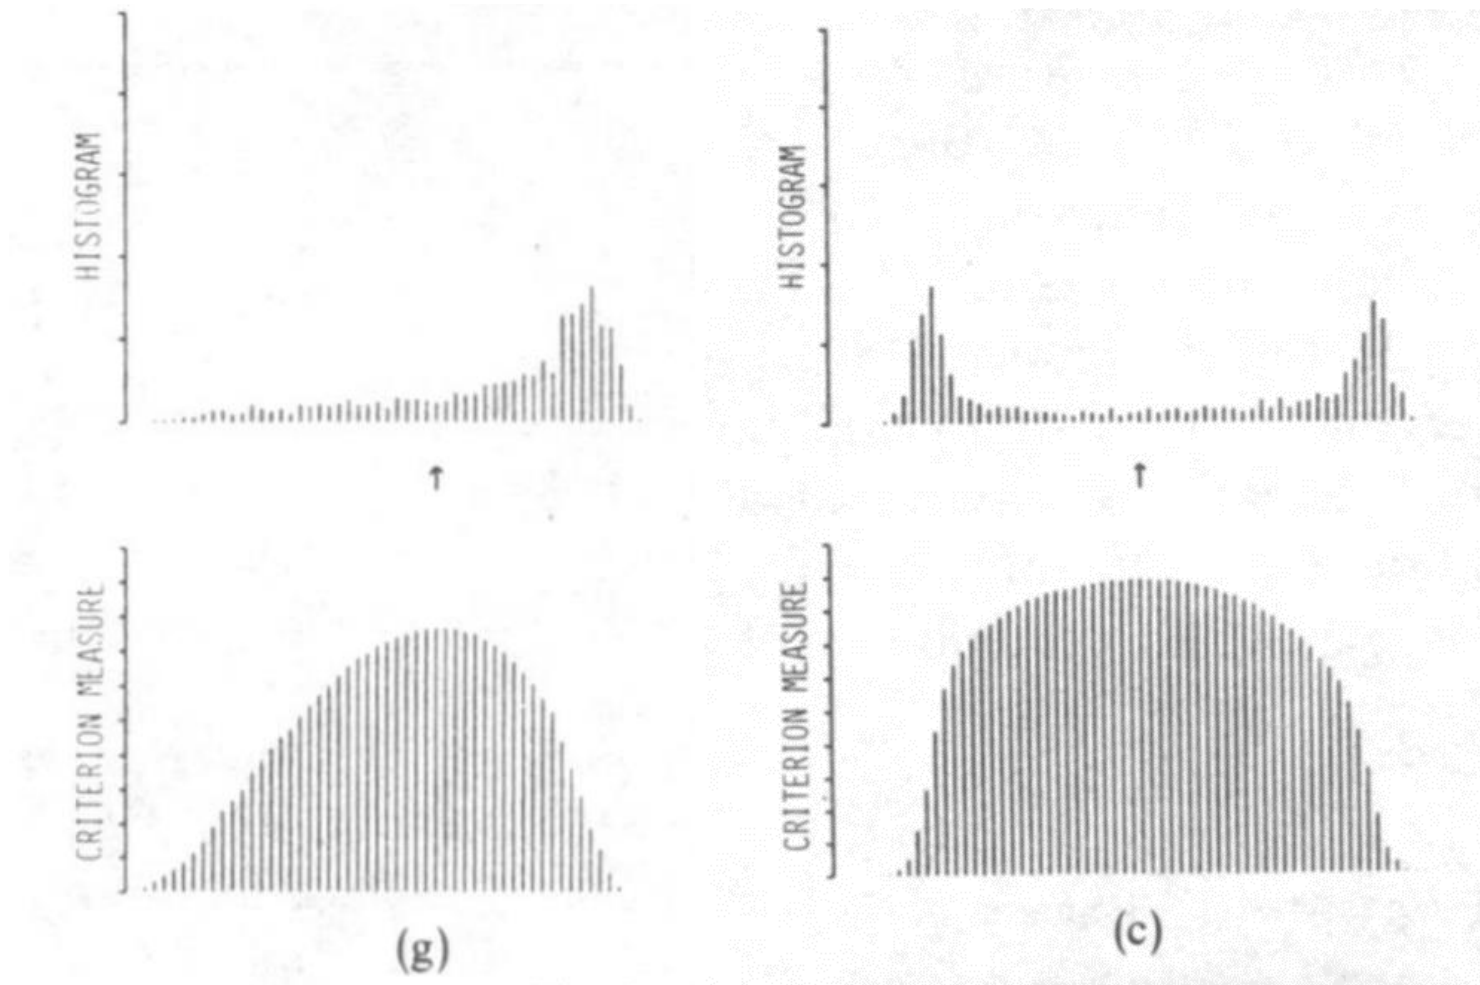 HISTOGRAM
↑
CRITERION MEASURE
(g)
HISTOGRAM
↑
CRITERION MEASURE
(c)